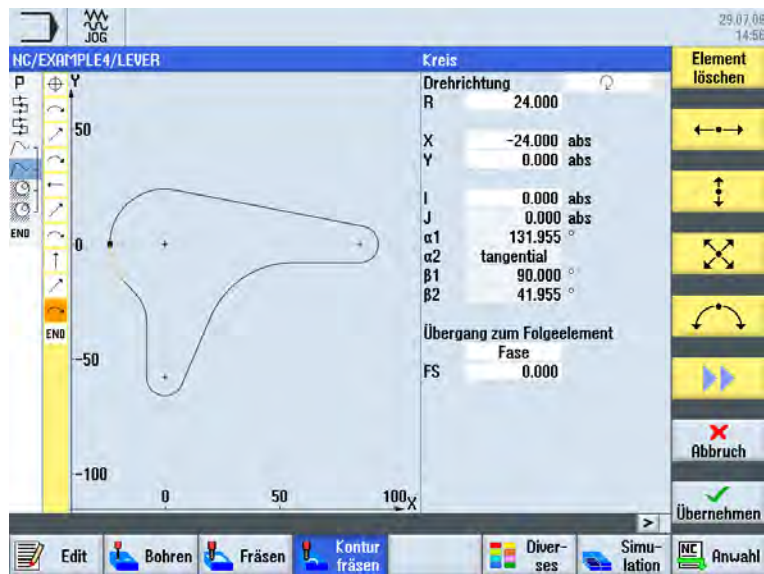 JOG
29.07.08
14:56
NC/EXAMPLE4/LEVER
Kreis
Element löschen
P
END
END
Y
50
0
-50
-100
0
50
100
X
Drehrichtung
R 24.000
X -24.000 abs
Y 0.000 abs
I 0.000 abs
J 0.000 abs
α1 131.955 °
α2 tangential
β1 90.000 °
β2 41.955 °
Übergang zum Folgeelement
Fase
FS 0.000
Abbruch
Übernehmen
>
Edit
Bohren
Fräsen
Kontur fräsen
Diver-
ses
Simu-
lation
NC
Anwahl